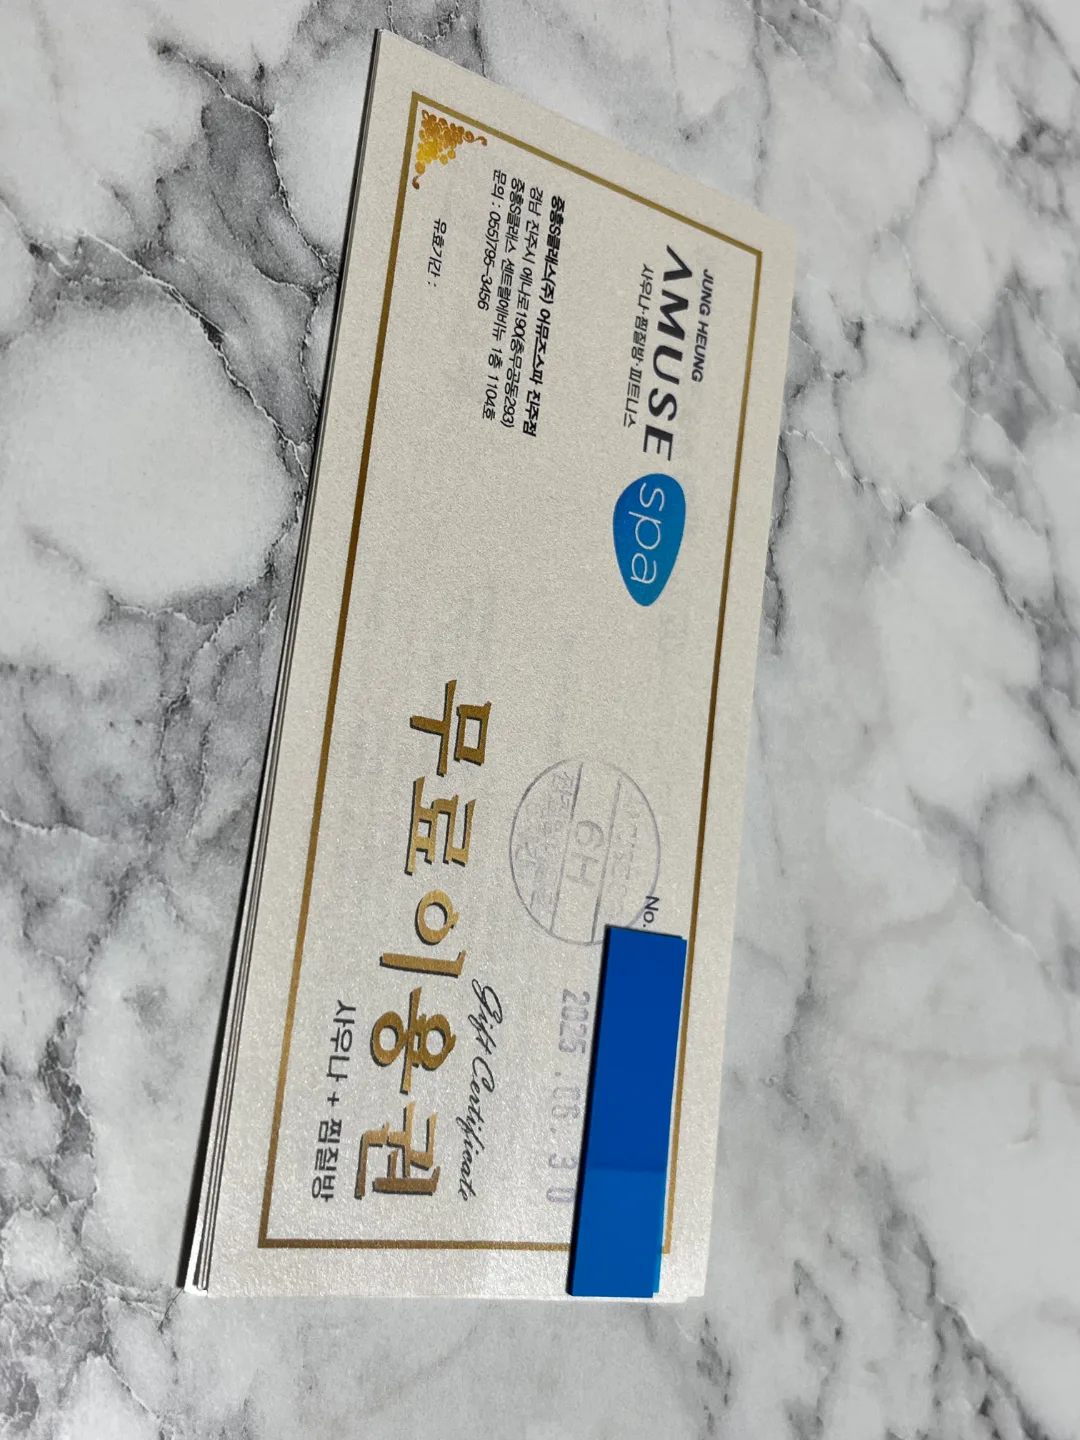 JUNG HEUNG
AMUSE spa
사우나·찜질방·피트니스
No.
6H
2025.06.30
Gift Certificate
무료이용권
사우나 + 찜질방
중흥S클래스(주) 어뮤즈스파 진주점
경남 진주시 에나로190(충무공동293)
중흥S클래스 센트럴에비뉴 1층 1104호
문의 : 055)795-3456
유효기간 :